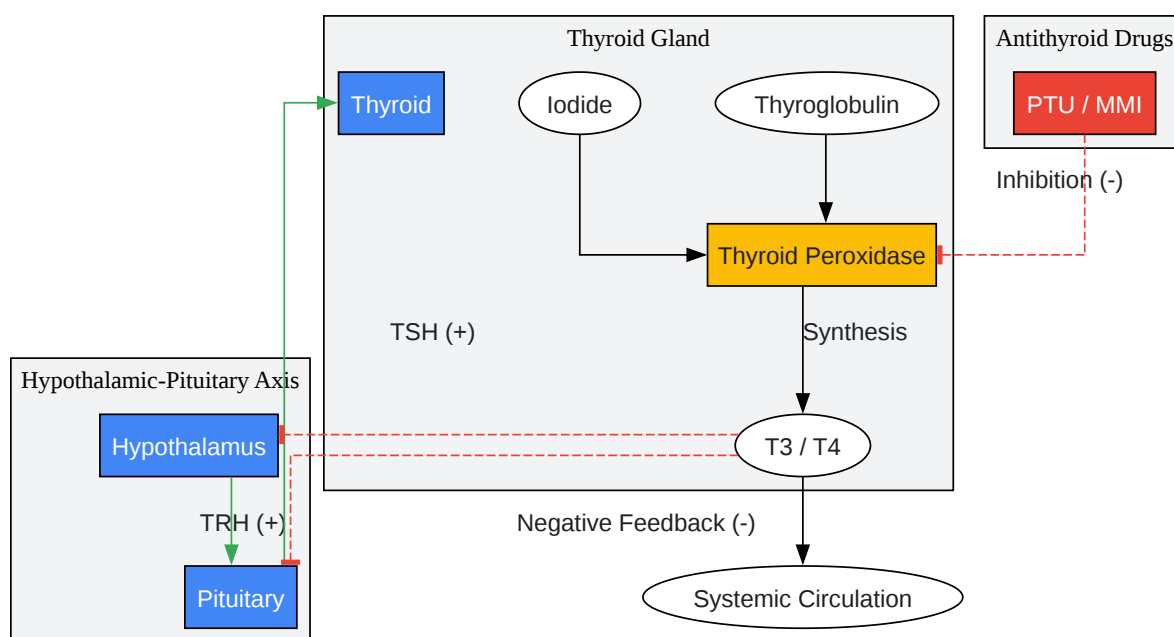 Thyroid Gland
Antithyroid Drugs
Thyroid
Iodide
Thyroglobulin
PTU / MMI
Inhibition (-)
Thyroid Peroxidase
TSH (+)
Synthesis
Hypothalamic-Pituitary Axis
Hypothalamus
T3 / T4
TRH (+)
Negative Feedback (-)
Pituitary
Systemic Circulation